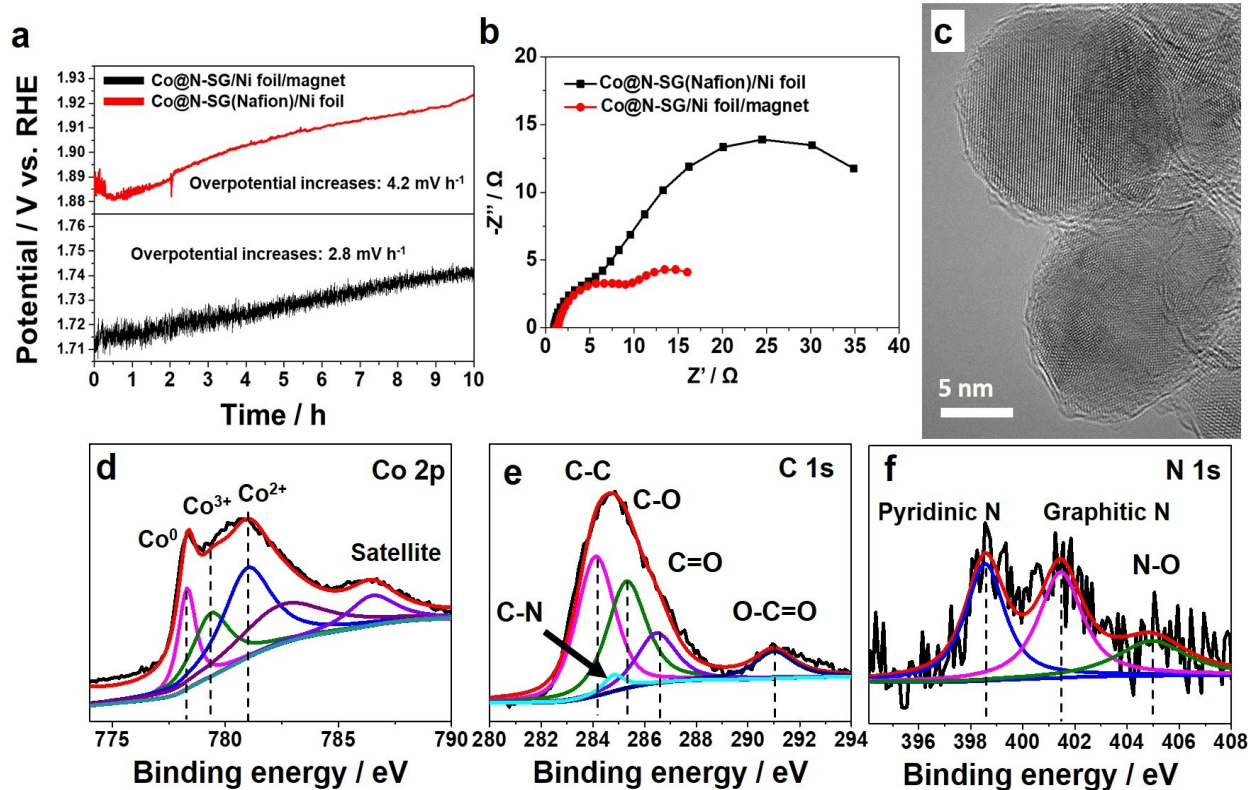 a
Potential / V vs. RHE
1.93
1.92
1.91
1.90
1.89
1.88
1.76
1.75
1.74
1.73
1.72
1.71
Co@N-SG/Ni foil/magnet
Co@N-SG(Nafion)/Ni foil
Overpotential increases: 4.2 mV h⁻¹
Overpotential increases: 2.8 mV h⁻¹
0 1 2 3 4 5 6 7 8 9 10
Time / h
b
-Z'' / Ω
20
15
10
5
0
Co@N-SG(Nafion)/Ni foil
Co@N-SG/Ni foil/magnet
0 5 10 15 20 25 30 35 40
Z' / Ω
c
5 nm
d
Co 2p
Co⁰
Co³⁺
Co²⁺
Satellite
775 780 785 790
Binding energy / eV
e
C 1s
C-C
C-O
C=O
C-N
O-C=O
280 282 284 286 288 290 292 294
Binding energy / eV
f
N 1s
Pyridinic N
Graphitic N
N-O
396 398 400 402 404 406 408
Binding energy / eV